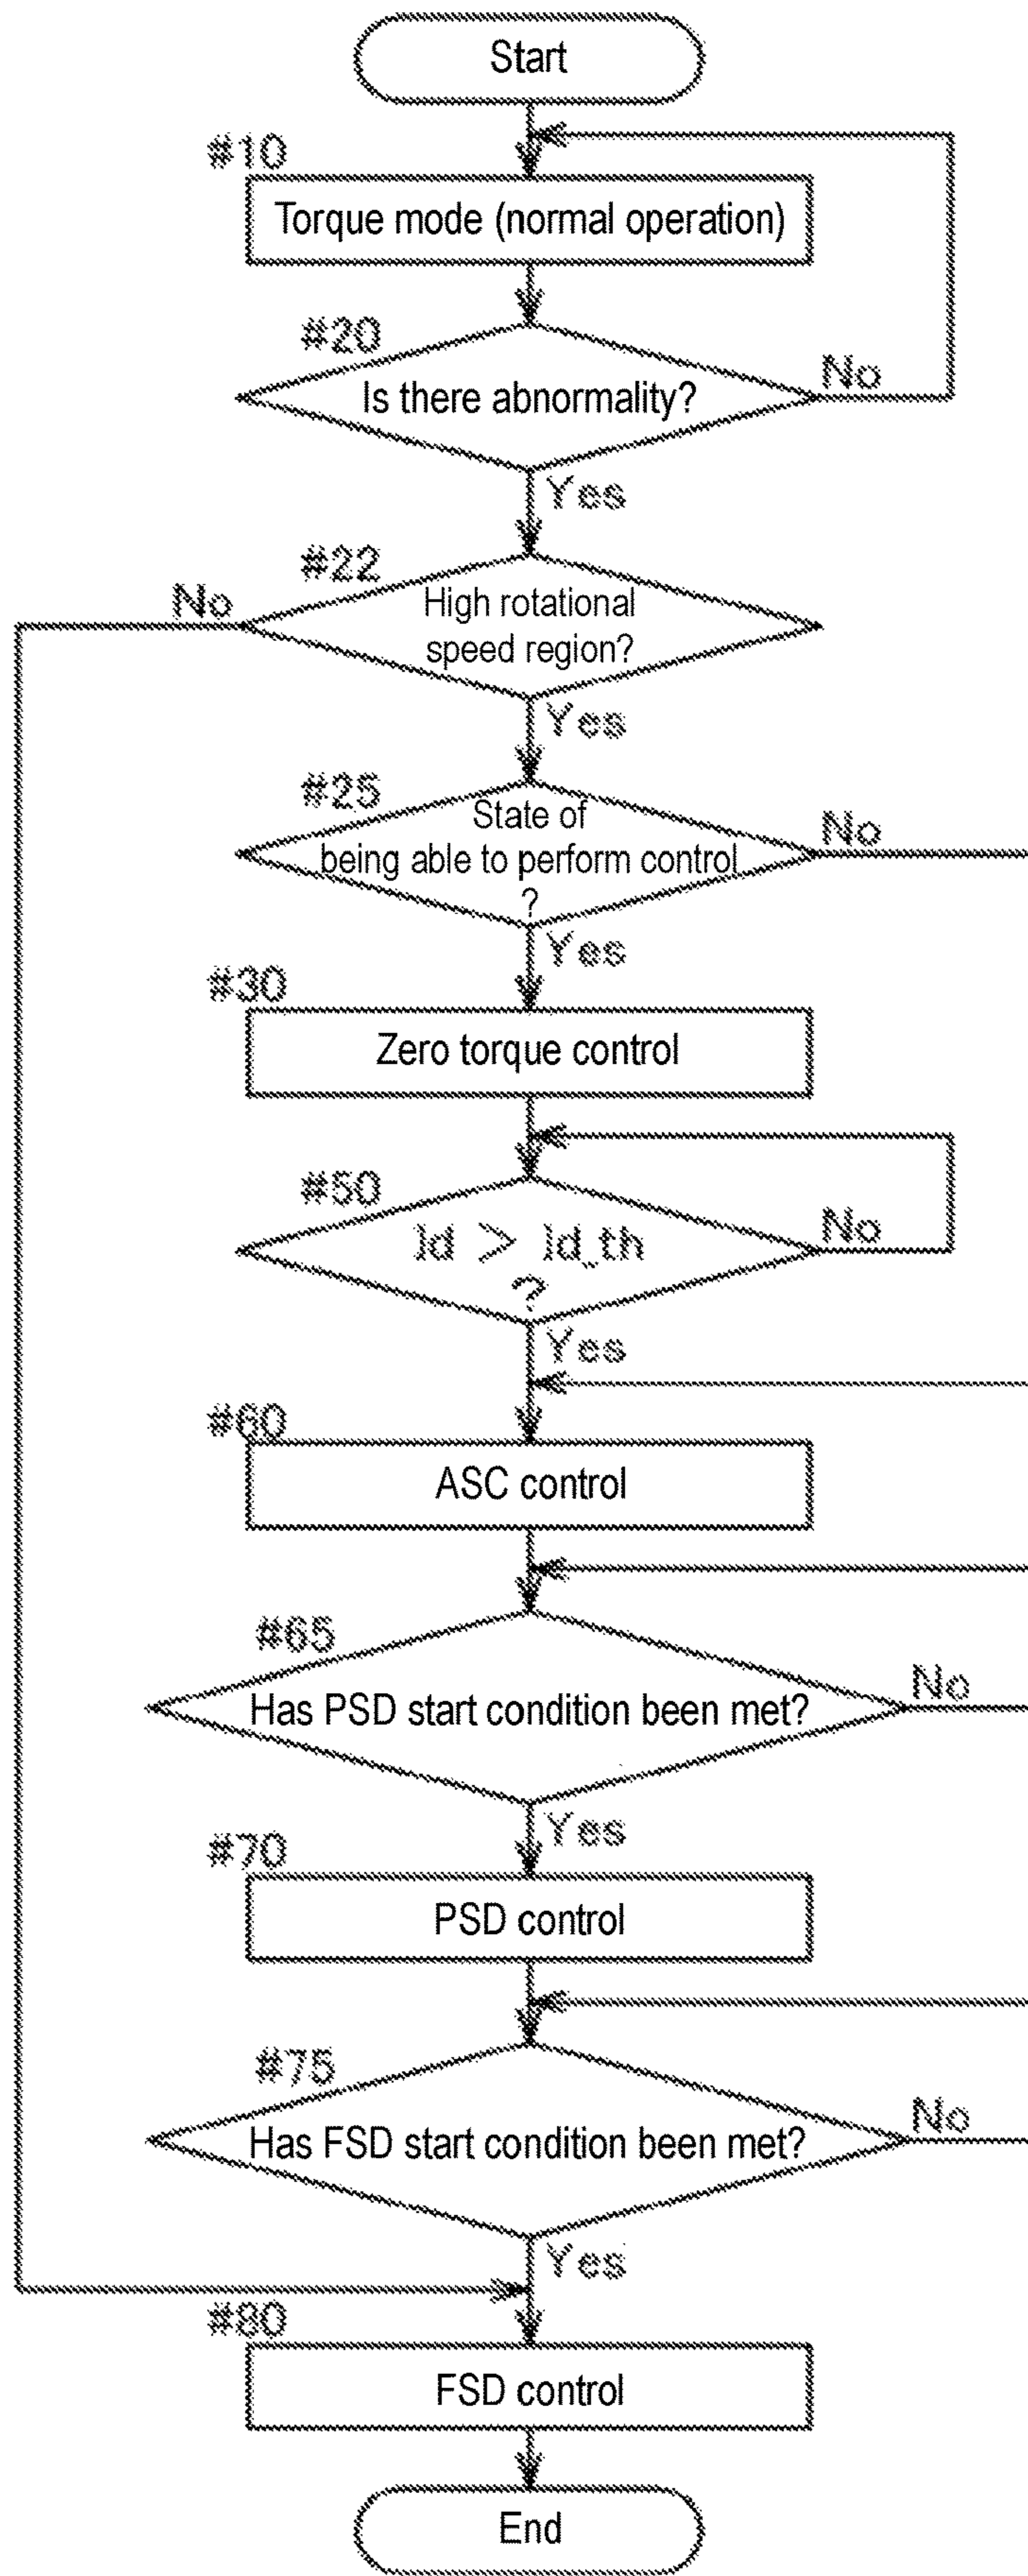 Start
#10
Torque mode (normal operation)
#20
Is there abnormality?
No
Yes
#22
No
High rotational
speed region?
Yes
#25
State of
being able to perform control
?
No
Yes
#30
Zero torque control
#50
Id > Id_th
?
No
Yes
#60
ASC control
#65
Has PSD start condition been met?
No
Yes
#70
PSD control
#75
Has FSD start condition been met?
No
Yes
#80
FSD control
End